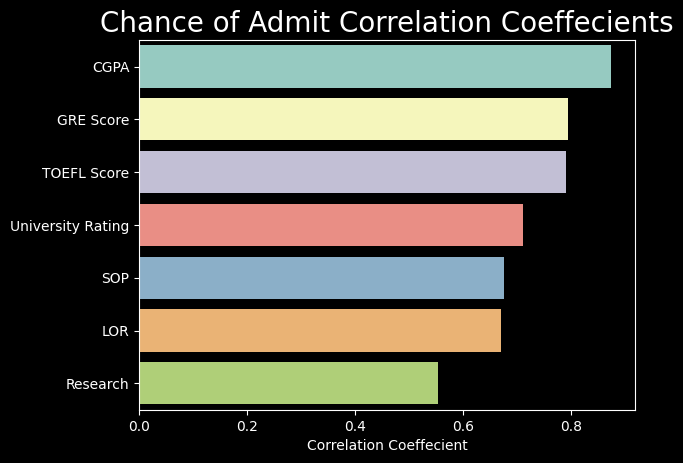 Chance of Admit Correlation Coeffecients
CGPA
GRE Score
TOEFL Score
University Rating
SOP
LOR
Research
0.0 0.2 0.4 0.6 0.8
Correlation Coeffecient